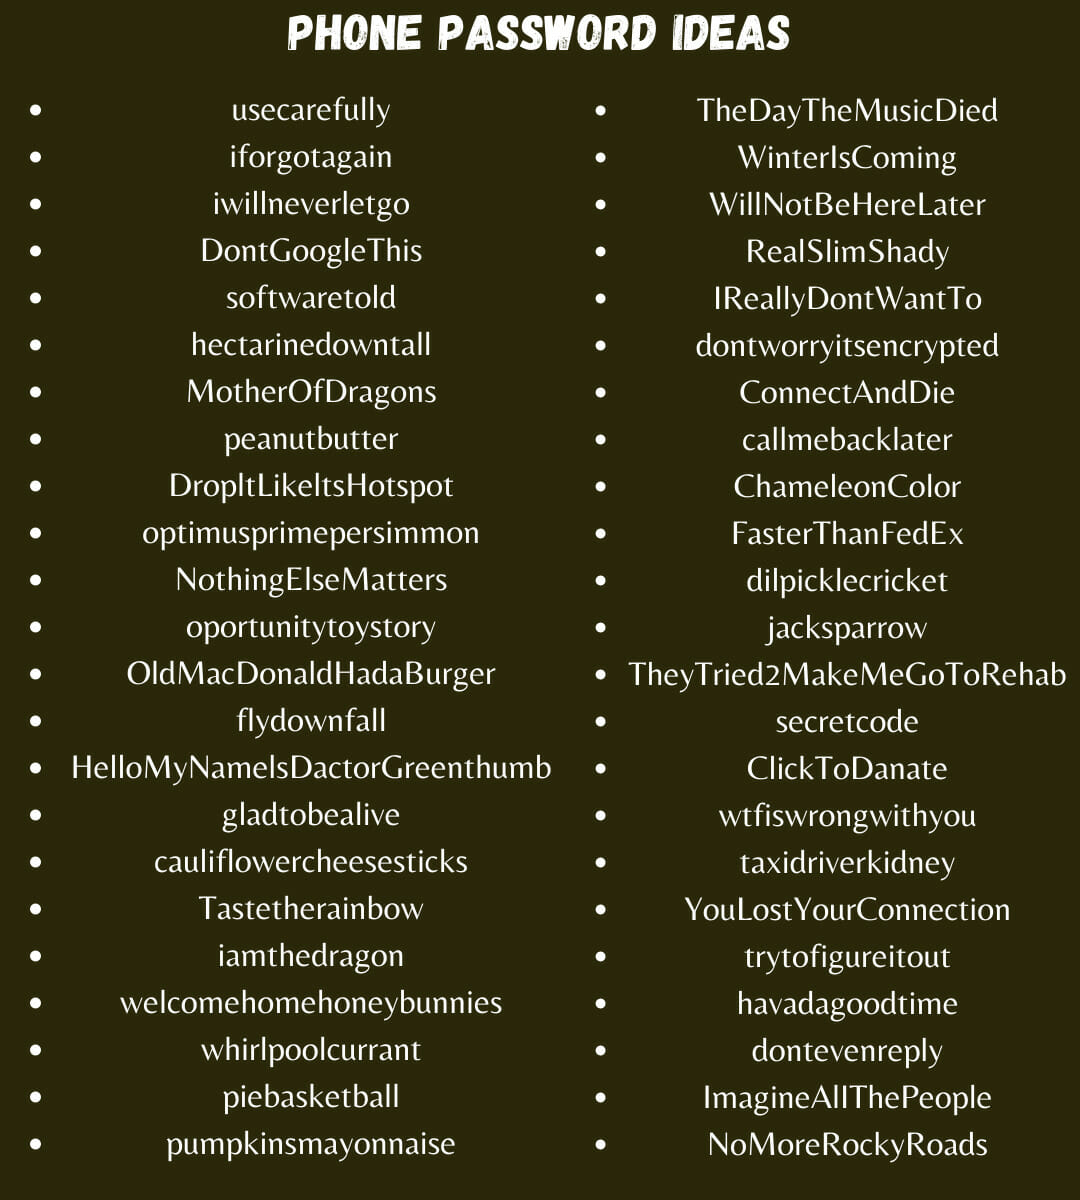 PHONE PASSWORD IDEAS
usecarefully
iforgotagain
iwillneverletgo
DontGoogleThis
softwaretold
hectarinedowntall
MotherOfDragons
peanutbutter
DropltLikeltsHotspot
optimusprimepersimmon
NothingElseMatters
oportunitytoystory
OldMacDonaldHadaBurger
flydownfall
HelloMyNameIsDactorGreenthumb
gladtobealive
cauliflowercheesesticks
Tastetherainbow
iamthedragon
welcomehomehoneybunnies
whirlpoolcurrant
piebasketball
pumpkinsmayonnaise
TheDayTheMusicDied
WinterIsComing
WillNotBeHereLater
RealSlimShady
IReallyDontWantTo
dontworryitsencrypted
ConnectAndDie
callmebacklater
ChameleonColor
FasterThanFedEx
dilpicklecricket
jacksparrow
TheyTried2MakeMeGoToRehab
secretcode
ClickToDanate
wtfiswrongwithyou
taxidriverkidney
YouLostYourConnection
trytofigureitout
havadagoodtime
dontevenreply
ImagineAllThePeople
NoMoreRockyRoads